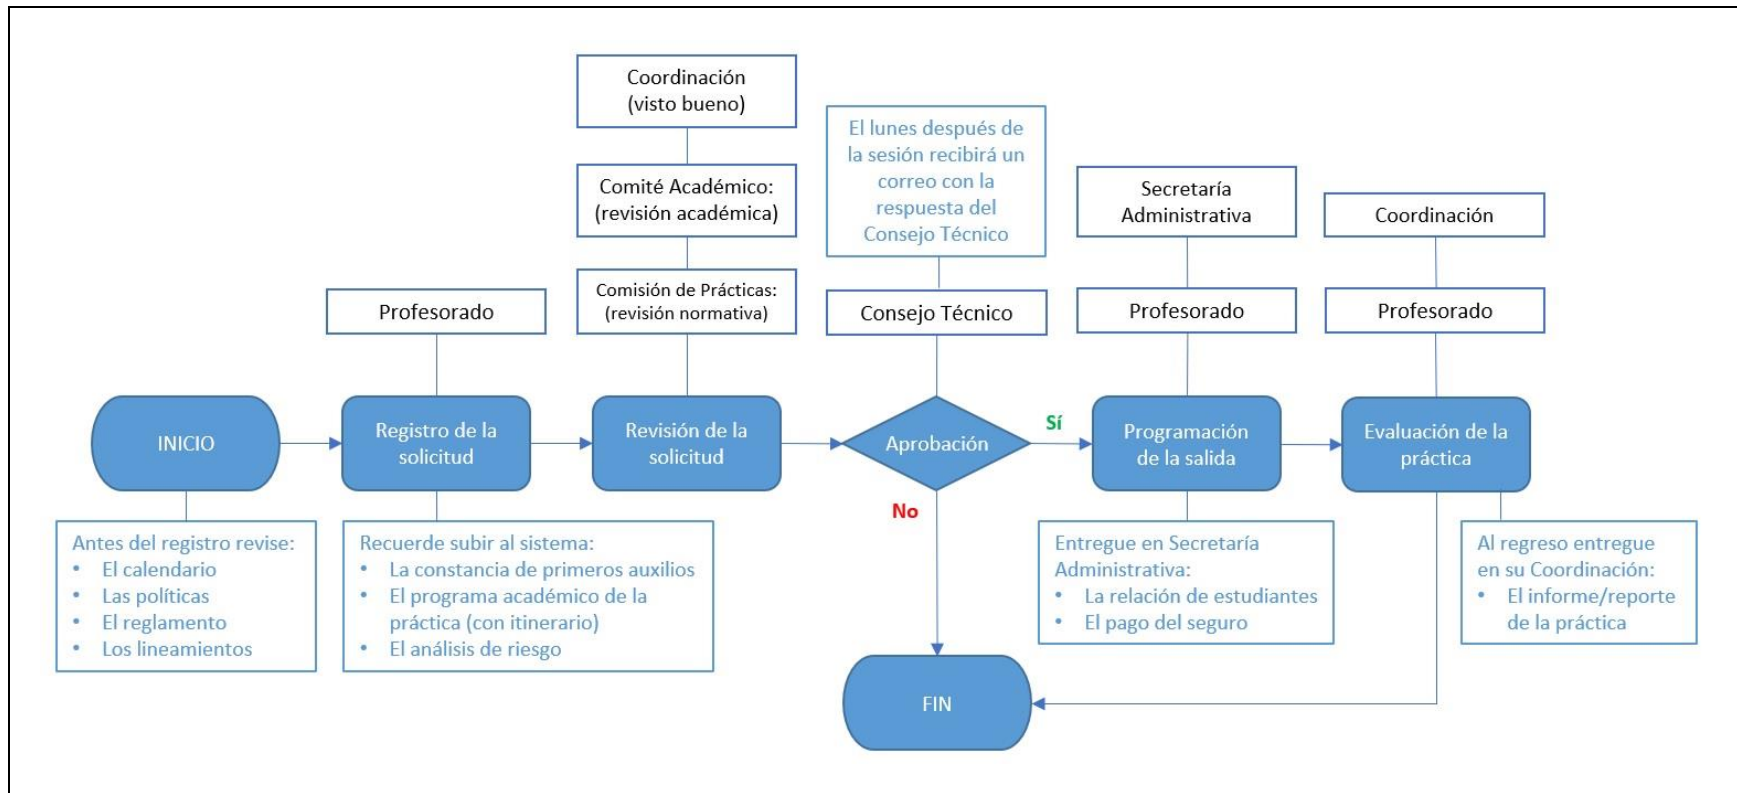 Coordinación
(visto bueno)
Comité Académico:
(revisión académica)
Comisión de Prácticas:
(revisión normativa)
El lunes después de
la sesión recibirá un
correo con la
respuesta del
Consejo Técnico
Secretaría
Administrativa
Coordinación
Profesorado
Consejo Técnico
Profesorado
Profesorado
INICIO
Registro de la
solicitud
Revisión de la
solicitud
Aprobación
Sí
Programación
de la salida
Evaluación de la
práctica
No
Antes del registro revise:
• El calendario
• Las políticas
• El reglamento
• Los lineamientos
Recuerde subir al sistema:
• La constancia de primeros auxilios
• El programa académico de la
práctica (con itinerario)
• El análisis de riesgo
Entregue en Secretaría
Administrativa:
• La relación de estudiantes
• El pago del seguro
Al regreso entregue
en su Coordinación:
• El informe/reporte
de la práctica
FIN